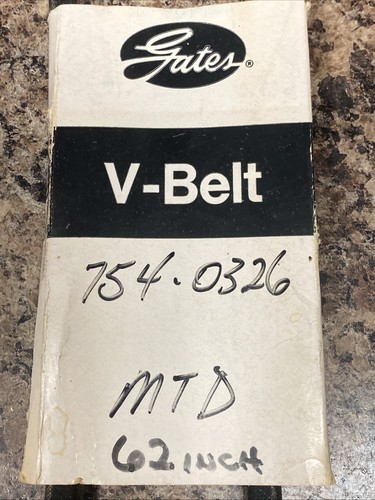 Gates®
V-Belt
754-0326
MTD
62 INCH